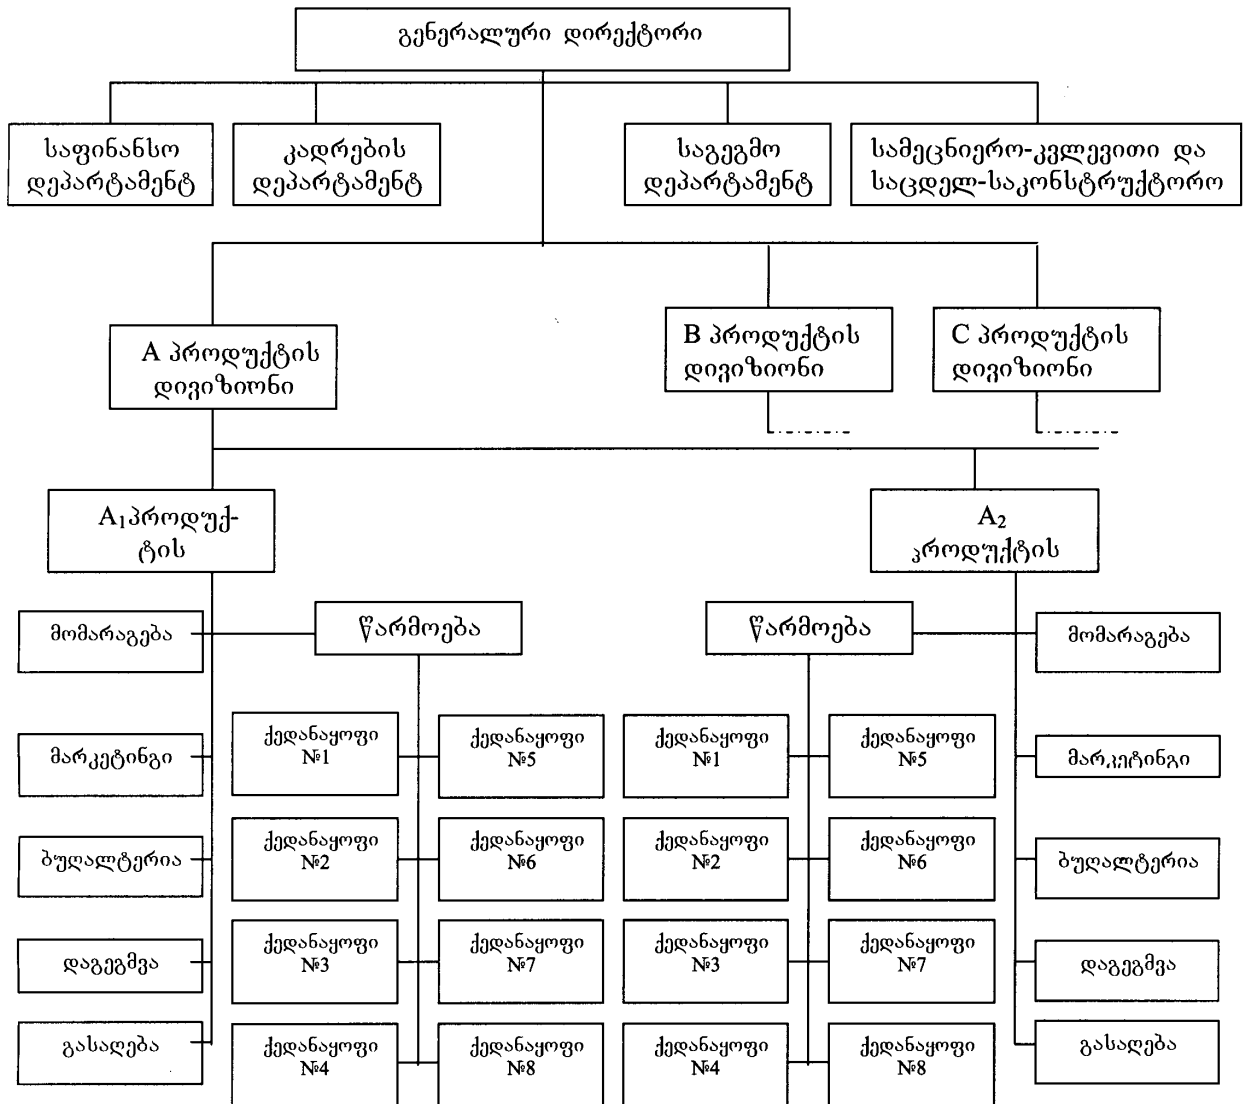 გენერალური დირექტორი
საფინანსო
დეპარტამენტ
კადრების
დეპარტამენტ
საგეგმო
დეპარტამენტ
სამეცნიერო-კვლევითი და
საცდელ-საკონსტრუქტორო
A პროდუქტის
დივიზიონი
B პროდუქტის
დივიზიონი
C პროდუქტის
დივიზიონი
A₁პროდუქ-
ტის
A₂
პროდუქტის
მომარაგება
წარმოება
წარმოება
მომარაგება
მარკეტინგი
ქედანაყოფი
№1
ქედანაყოფი
№5
ქედანაყოფი
№1
ქედანაყოფი
№5
მარკეტინგი
ბუღალტერია
ქედანაყოფი
№2
ქედანაყოფი
№6
ქედანაყოფი
№2
ქედანაყოფი
№6
ბუღალტერია
დაგეგმვა
ქედანაყოფი
№3
ქედანაყოფი
№7
ქედანაყოფი
№3
ქედანაყოფი
№7
დაგეგმვა
გასაღება
ქედანაყოფი
№4
ქედანაყოფი
№8
ქედანაყოფი
№4
ქედანაყოფი
№8
გასაღება